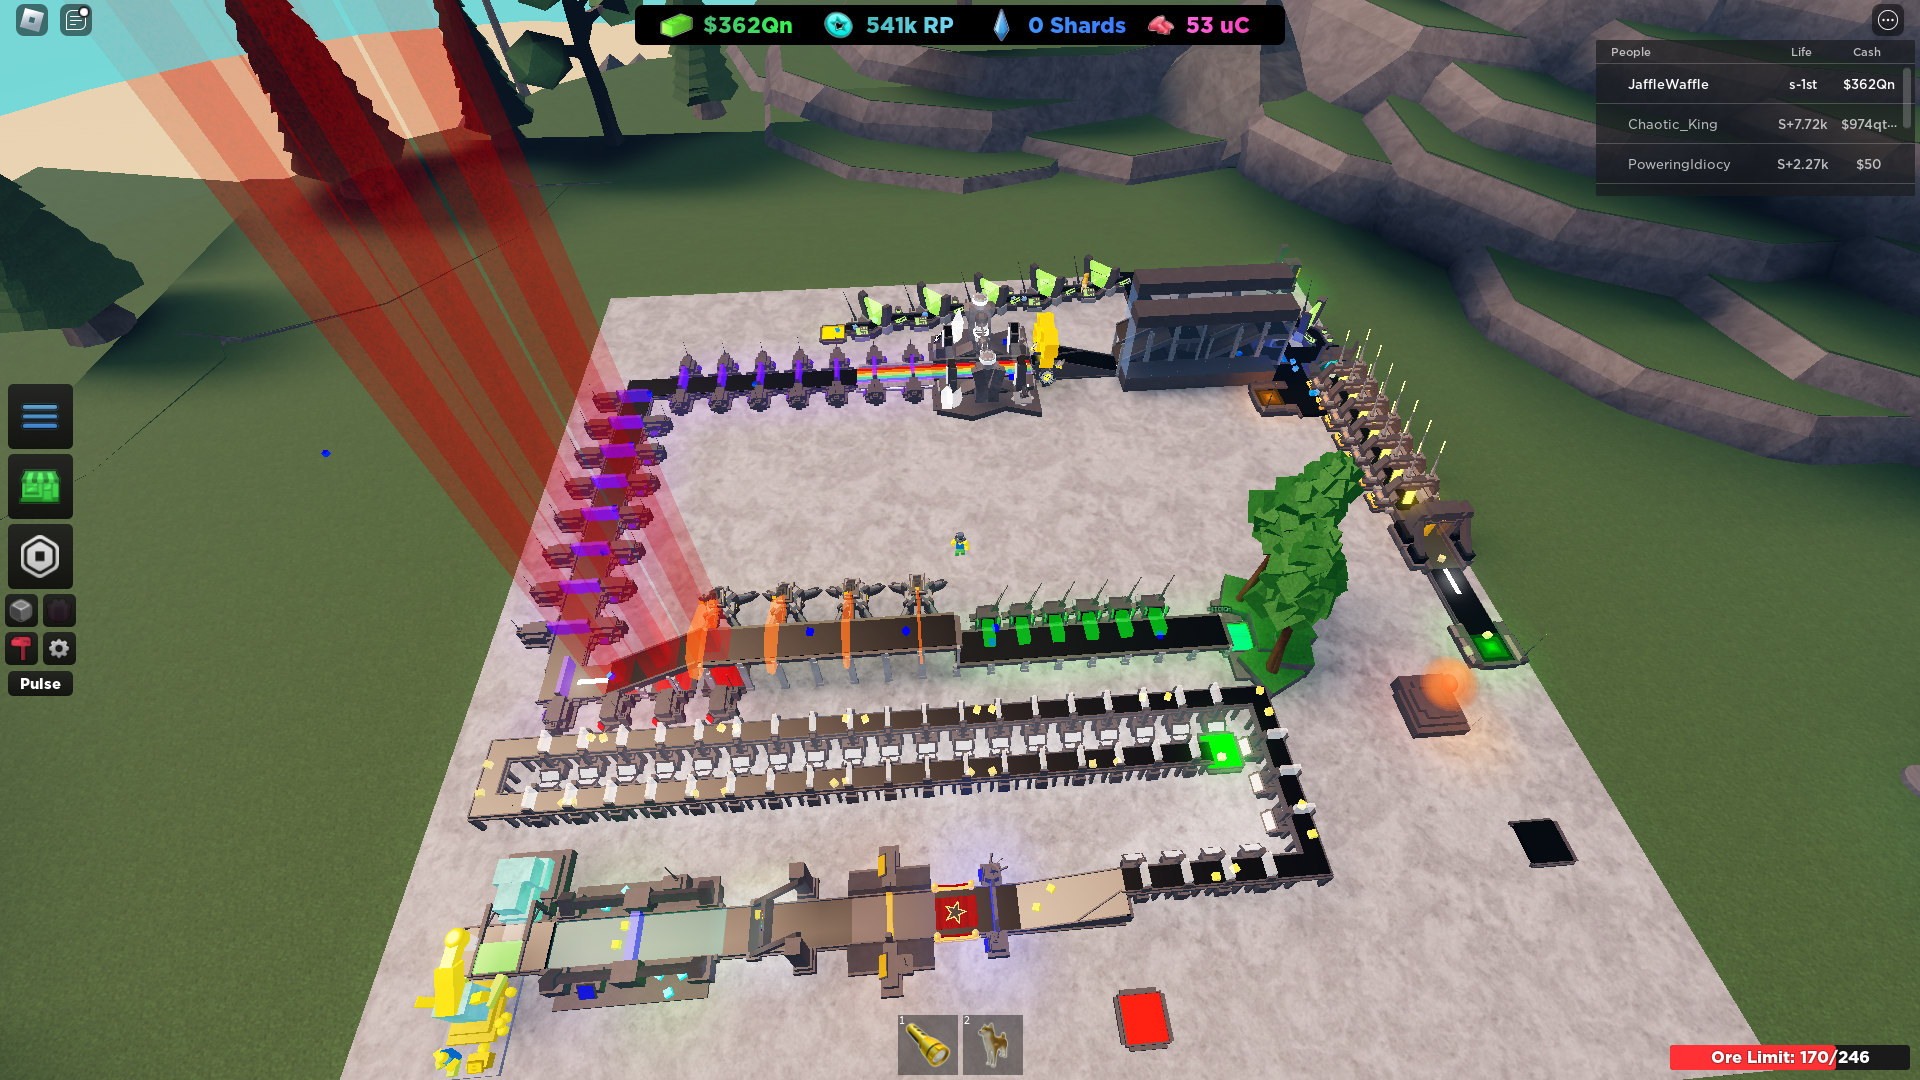 $362Qn 541k RP 0 Shards 53 uC
People Life Cash
JaffleWaffle s-1st $362Qn
Chaotic_King S+7.72k $974qt...
PoweringIdiocy S+2.27k $50
Pulse
1 2
Ore Limit: 170/246